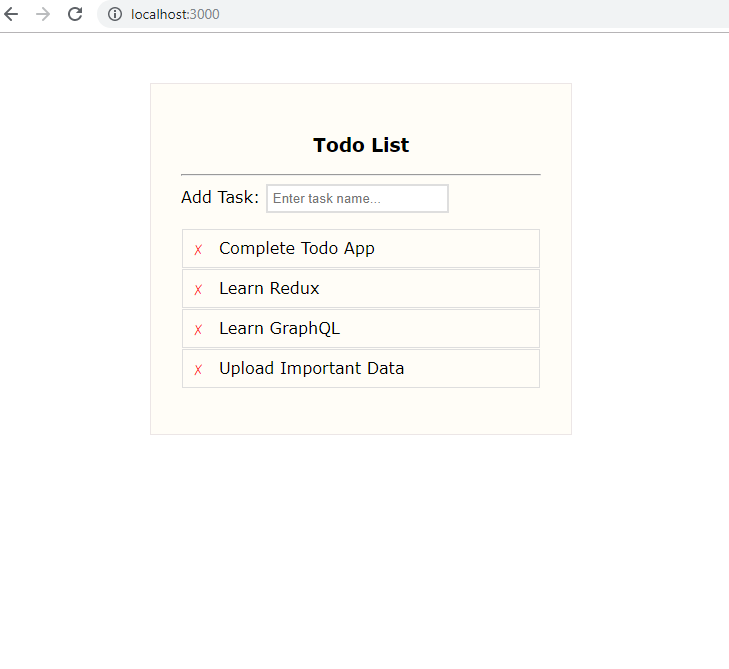 localhost:3000
Todo List
Add Task: Enter task name...
✗ Complete Todo App
✗ Learn Redux
✗ Learn GraphQL
✗ Upload Important Data